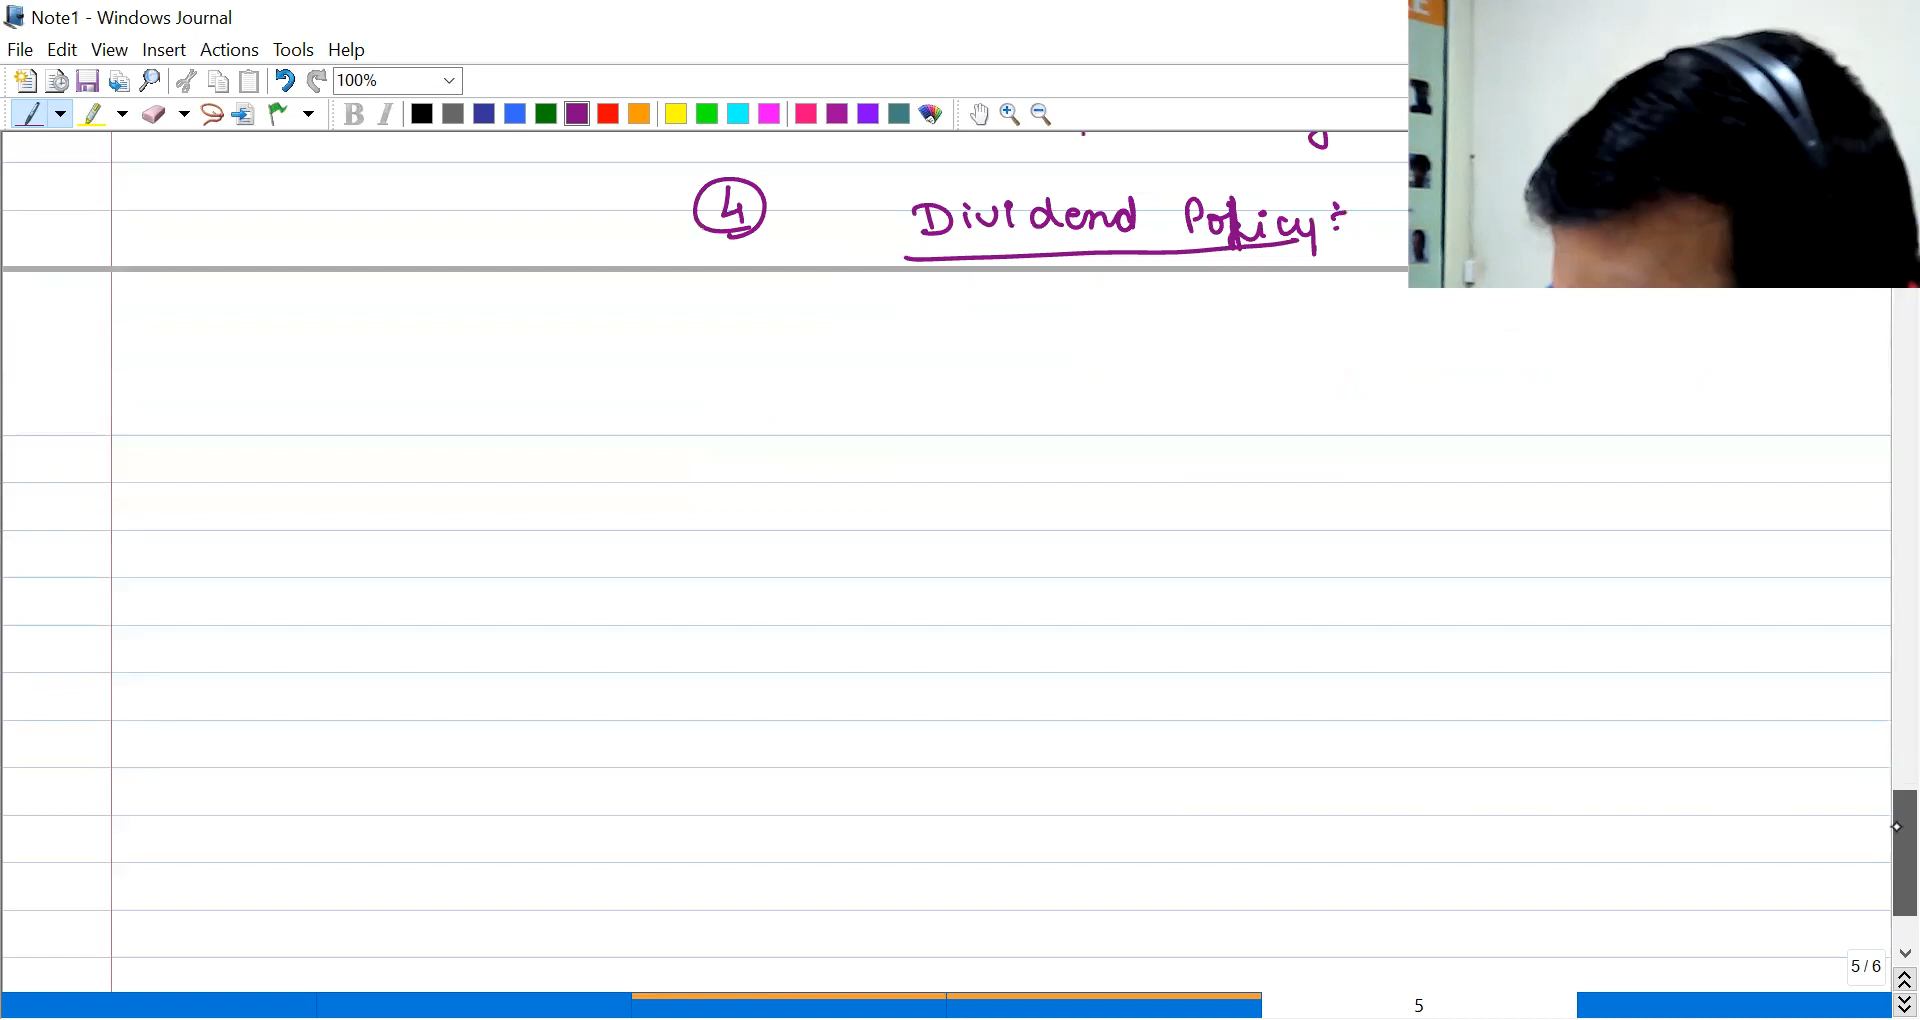 Note1 - Windows Journal
File Edit View Insert Actions Tools Help
100%
B I
④ Dividend Policy:
5 / 6
5